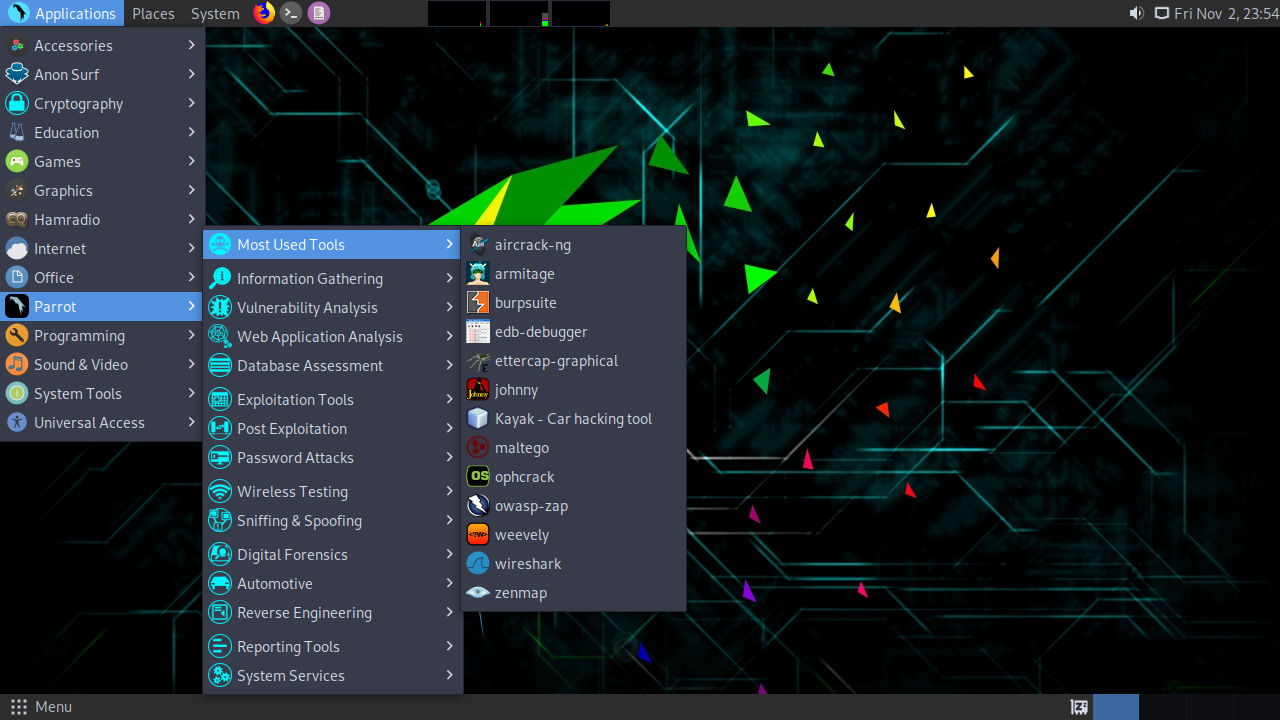 Applications Places System Fri Nov 2, 23:54
Accessories
Anon Surf
Cryptography
Education
Games
Graphics
Hamradio
Internet
Office
Parrot
Programming
Sound & Video
System Tools
Universal Access
Most Used Tools
Information Gathering
Vulnerability Analysis
Web Application Analysis
Database Assessment
Exploitation Tools
Post Exploitation
Password Attacks
Wireless Testing
Sniffing & Spoofing
Digital Forensics
Automotive
Reverse Engineering
Reporting Tools
System Services
aircrack-ng
armitage
burpsuite
edb-debugger
ettercap-graphical
johnny
Kayak - Car hacking tool
maltego
ophcrack
owasp-zap
weevely
wireshark
zenmap
Menu